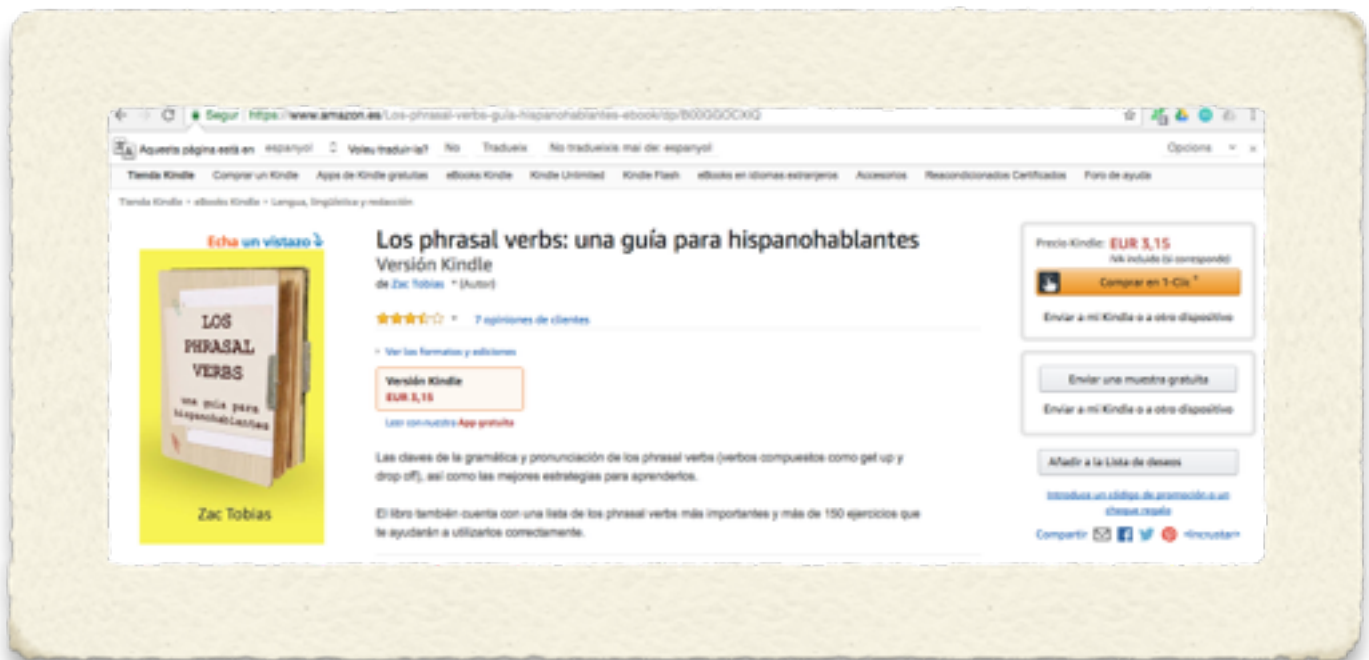 Segur https://www.amazon.es/Los-phrasal-verbs-guía-hispanohablantes-ebook/dp/
Aquesta pàgina està en espanyol Voleu traduir-la? No Tradueix No tradueixis mai de: espanyol Opcions
Tienda Kindle Comprar un Kindle Apps de Kindle gratuitas eBooks Kindle Kindle Unlimited Kindle Flash eBooks en idiomas extranjeros Accesorios Reacondicionados Certificados Foro de ayuda
Tienda Kindle › eBooks Kindle › Lengua, lingüística y redacción
Echa un vistazo
LOS
PHRASAL
VERBS
una guía para
hispanohablantes
Zac Tobias
Los phrasal verbs: una guía para hispanohablantes
Versión Kindle
de Zac Tobias (Autor)
7 opiniones de clientes
Ver los formatos y ediciones
Versión Kindle
EUR 3,15
Leer con nuestra App gratuita
Las claves de la gramática y pronunciación de los phrasal verbs (verbos compuestos como get up y
drop off), así como las mejores estrategias para aprenderlos.
El libro también cuenta con una lista de los phrasal verbs más importantes y más de 150 ejercicios que
te ayudarán a utilizarlos correctamente.
Precio Kindle: EUR 3,15
IVA incluido (si corresponde)
Comprar en 1-Clic
Enviar a mi Kindle o a otro dispositivo
Enviar una muestra gratuita
Enviar a mi Kindle o a otro dispositivo
Añadir a la Lista de deseos
Introduce un código de promoción o un
cheque regalo
Compartir <Incrustar>